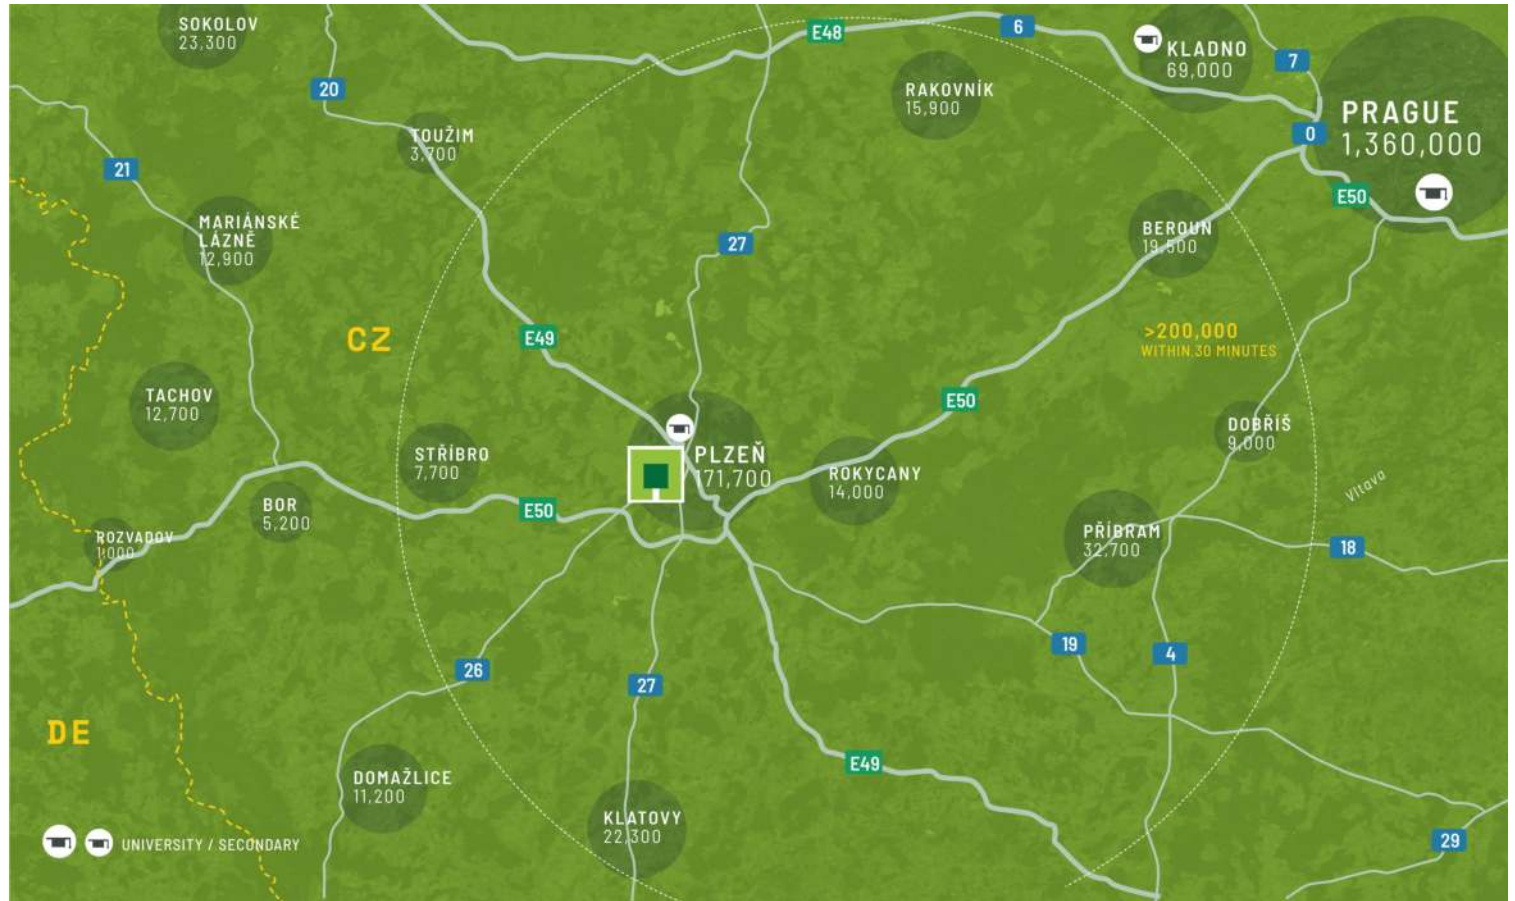 SOKOLOV
23,300
E48
6
KLADNO
69,000
7
20
RAKOVNÍK
15,900
PRAGUE
1,360,000
TOUŽIM
3,700
0
21
E50
MARIÁNSKÉ
LÁZNĚ
12,900
27
BEROUN
19,500
CZ
E49
>200,000
WITHIN 30 MINUTES
TACHOV
12,700
E50
STŘÍBRO
7,700
PLZEŇ
171,700
ROKYCANY
14,000
DOBŘÍŠ
9,000
Vltava
BOR
5,200
E50
ROZVADOV
1,000
PŘÍBRAM
32,700
18
26
27
19
4
DE
E49
DOMAŽLICE
11,200
KLATOVY
22,300
UNIVERSITY / SECONDARY
29